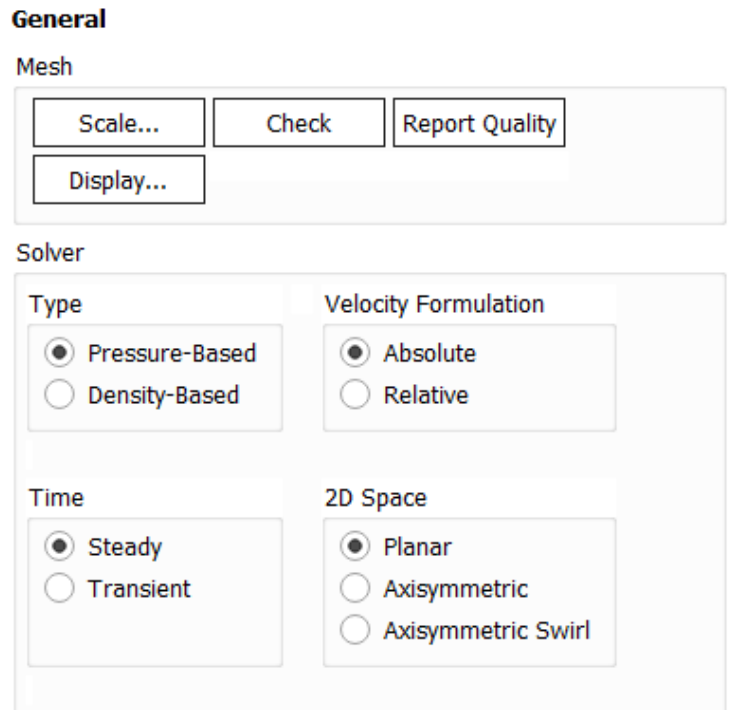 General
Mesh
Scale... Check Report Quality
Display...
Solver
Type Velocity Formulation
Pressure-Based Absolute
Density-Based Relative
Time 2D Space
Steady Planar
Transient Axisymmetric
Axisymmetric Swirl